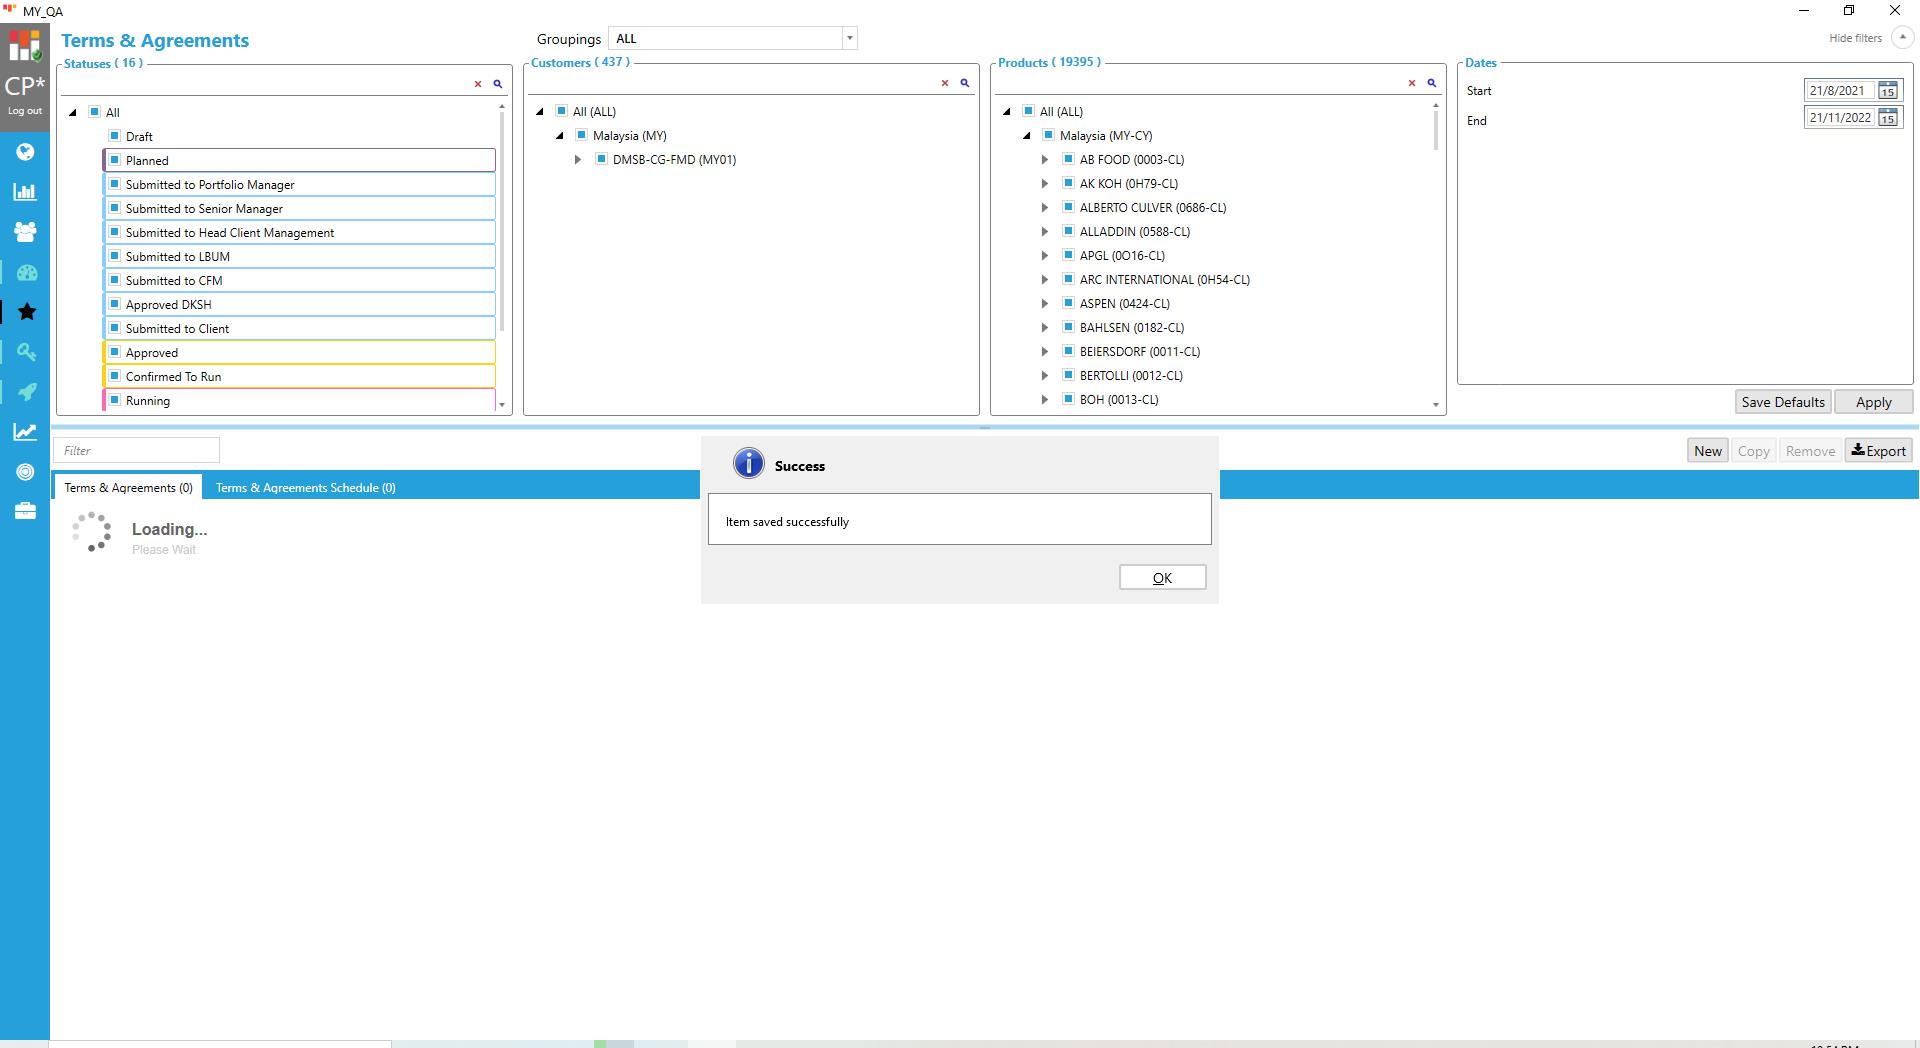 MY_QA
CP*
Log out
Terms & Agreements
Groupings
ALL
Hide filters
Statuses ( 16 )
All
Draft
Planned
Submitted to Portfolio Manager
Submitted to Senior Manager
Submitted to Head Client Management
Submitted to LBUM
Submitted to CFM
Approved DKSH
Submitted to Client
Approved
Confirmed To Run
Running
Customers ( 437 )
All (ALL)
Malaysia (MY)
DMSB-CG-FMD (MY01)
Products ( 19395 )
All (ALL)
Malaysia (MY-CY)
AB FOOD (0003-CL)
AK KOH (0H79-CL)
ALBERTO CULVER (0686-CL)
ALLADDIN (0588-CL)
APGL (0O16-CL)
ARC INTERNATIONAL (0H54-CL)
ASPEN (0424-CL)
BAHLSEN (0182-CL)
BEIERSDORF (0011-CL)
BERTOLLI (0012-CL)
BOH (0013-CL)
Dates
Start
21/8/2021
15
End
21/11/2022
15
Save Defaults
Apply
Filter
New
Copy
Remove
Export
Terms & Agreements (0)
Terms & Agreements Schedule (0)
Loading...
Please Wait
Success
Item saved successfully
OK